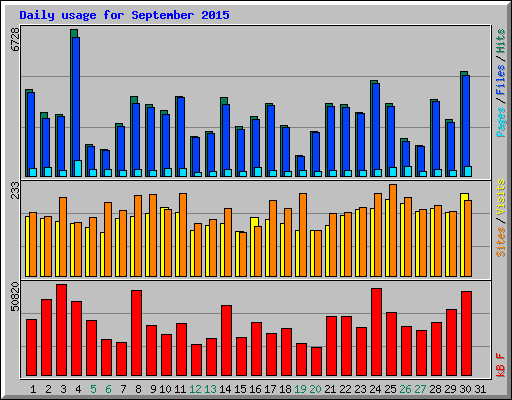 Daily usage for September 2015
6728
Pages / Files / Hits
233
Sites / Visits
50820
kB F
1 2 3 4 5 6 7 8 9 10 11 12 13 14 15 16 17 18 19 20 21 22 23 24 25 26 27 28 29 30 31